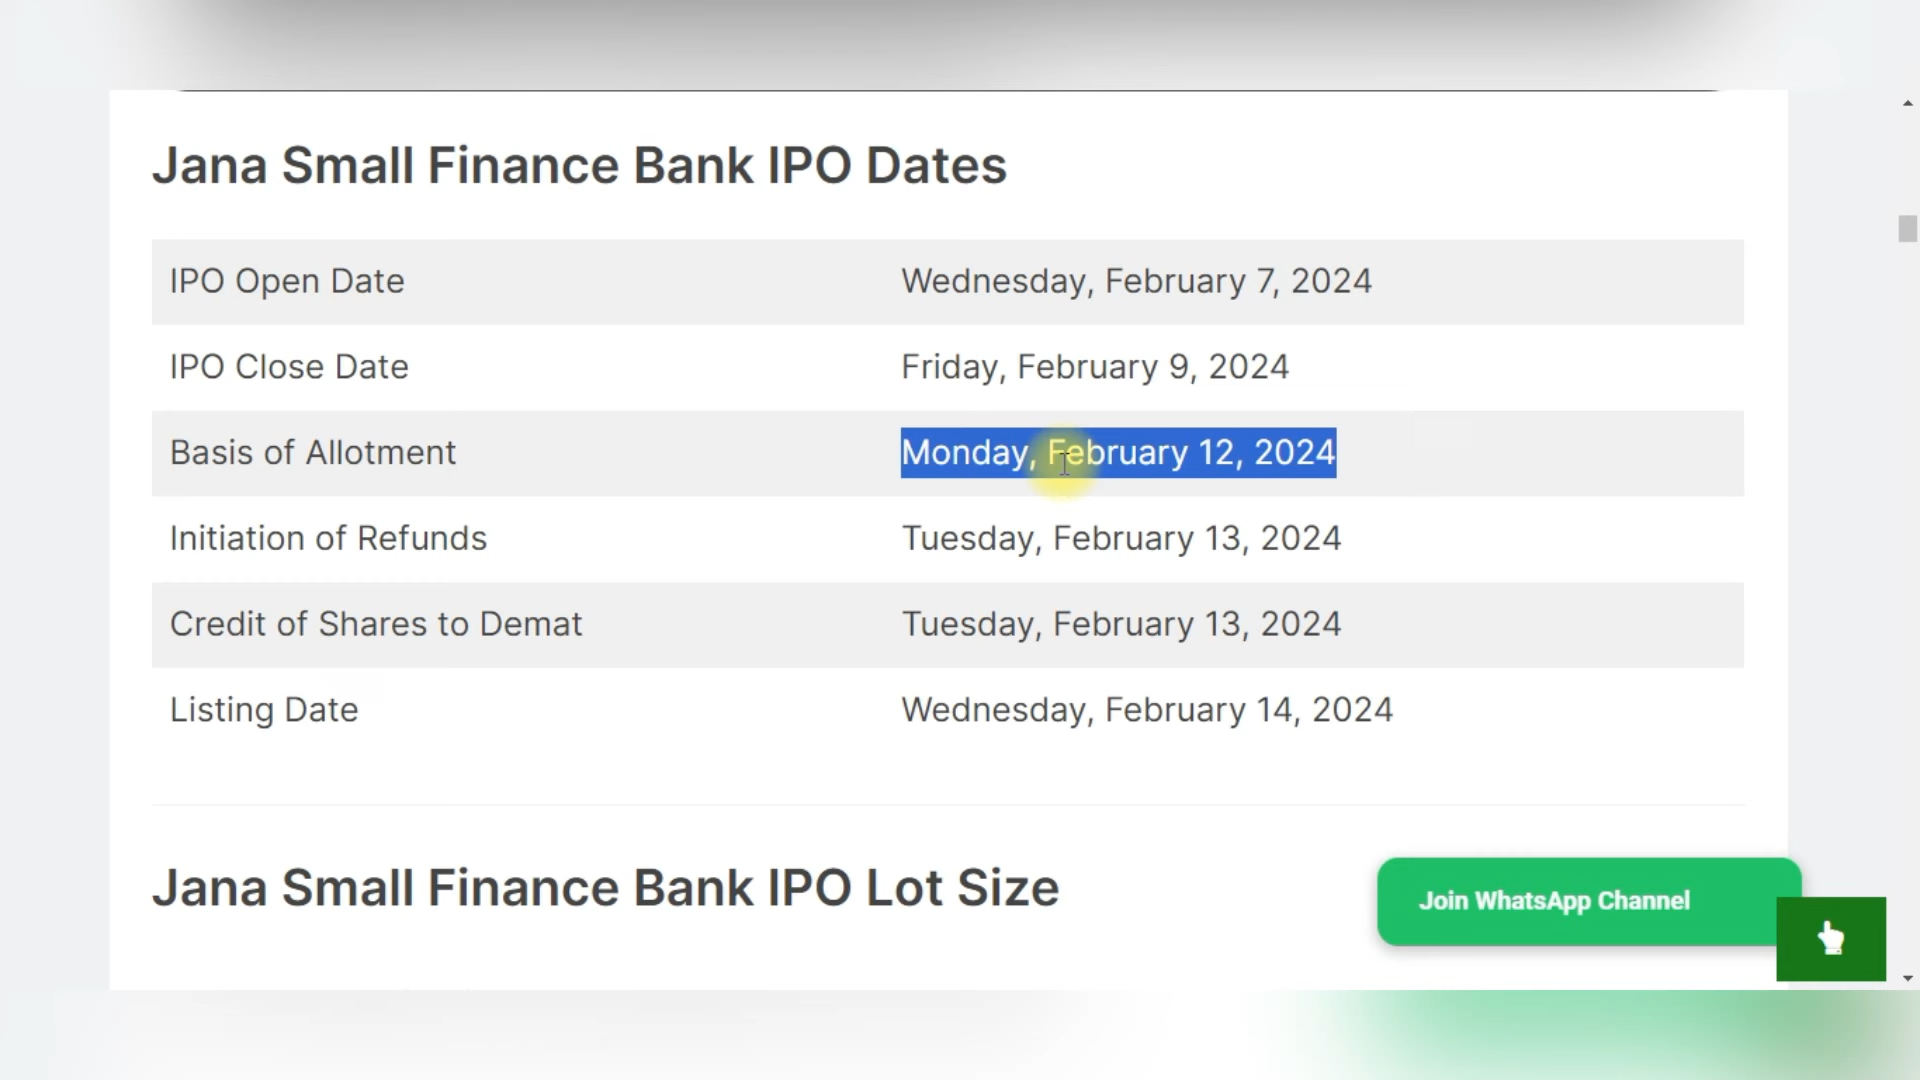 Jana Small Finance Bank IPO Dates
IPO Open Date Wednesday, February 7, 2024
IPO Close Date Friday, February 9, 2024
Basis of Allotment Monday, February 12, 2024
Initiation of Refunds Tuesday, February 13, 2024
Credit of Shares to Demat Tuesday, February 13, 2024
Listing Date Wednesday, February 14, 2024
Jana Small Finance Bank IPO Lot Size
Join WhatsApp Channel